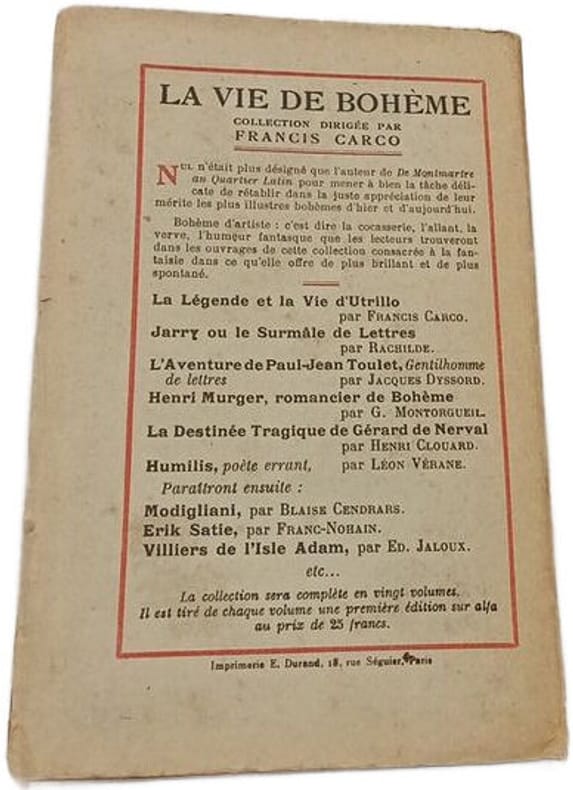 LA VIE DE BOHÈME
COLLECTION DIRIGÉE PAR
FRANCIS CARCO
NUL n'était plus désigné que l'auteur de De Montmartre
au Quartier Latin pour mener à bien la tâche déli-
cate de rétablir dans la juste appréciation de leur
mérite les plus illustres bohèmes d'hier et d'aujourd'hui.
Bohème d'artiste : c'est dire la cocasserie, l'allant, la
verve, l'humeur fantasque que les lecteurs trouveront
dans les ouvrages de cette collection consacrée à la fan-
taisie dans ce qu'elle offre de plus brillant et de plus
spontané.
La Légende et la Vie d'Utrillo
par FRANCIS CARCO.
Jarry ou le Surmâle de Lettres
par RACHILDE.
L'Aventure de Paul-Jean Toulet, Gentilhomme
de lettres par JACQUES DYSSORD.
Henri Murger, romancier de Bohème
par G. MONTORGUEIL
La Destinée Tragique de Gérard de Nerval
par HENRI CLOUARD.
Humilis, poète errant, par LÉON VÉRANE.
Paraîtront ensuite :
Modigliani, par BLAISE CENDRARS.
Erik Satie, par FRANC-NOHAIN.
Villiers de l'Isle Adam, par ED. JALOUX.
etc...
La collection sera complète en vingt volumes.
Il est tiré de chaque volume une première édition sur alfa
au prix de 25 francs.
Imprimerie E. Durand, 18, rue Séguier, Paris